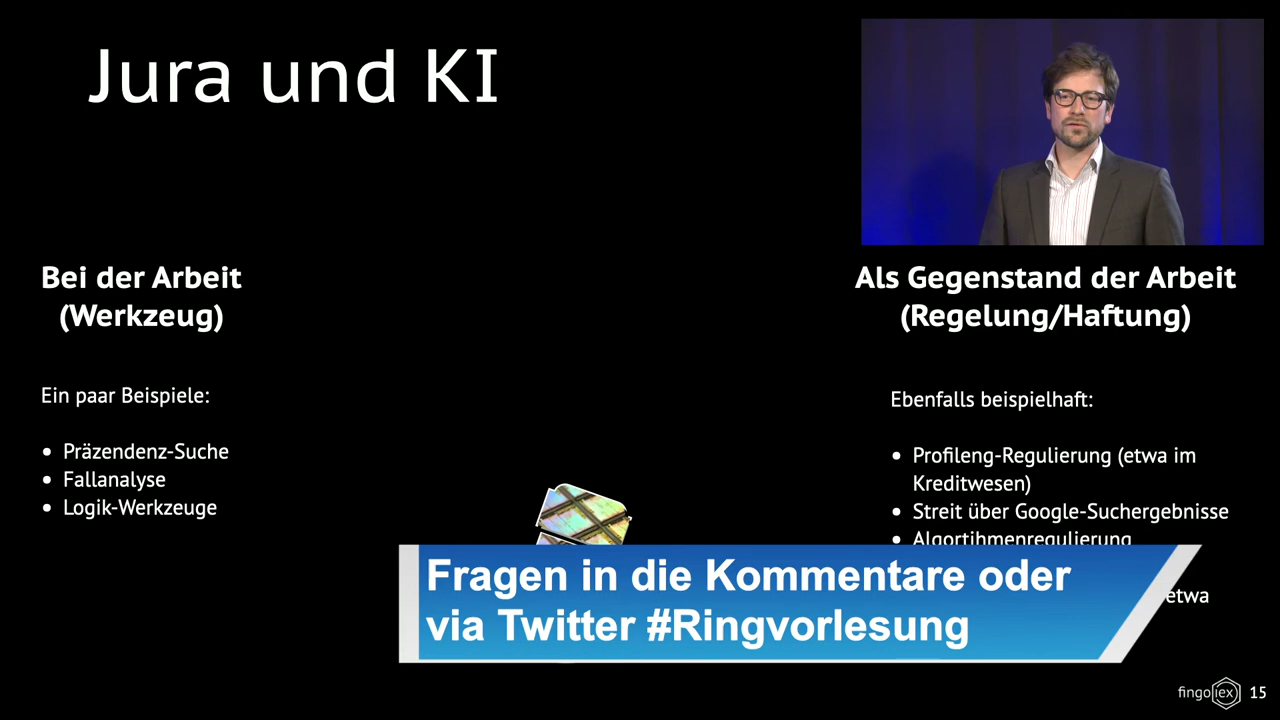 Jura und KI
Bei der Arbeit
(Werkzeug)
Ein paar Beispiele:
• Präzendenz-Suche
• Fallanalyse
• Logik-Werkzeuge
Als Gegenstand der Arbeit
(Regelung/Haftung)
Ebenfalls beispielhaft:
• Profileng-Regulierung (etwa im
Kreditwesen)
• Streit über Google-Suchergebnisse
• Algortihmenregulierung
etwa
Fragen in die Kommentare oder
via Twitter #Ringvorlesung
fingolex 15